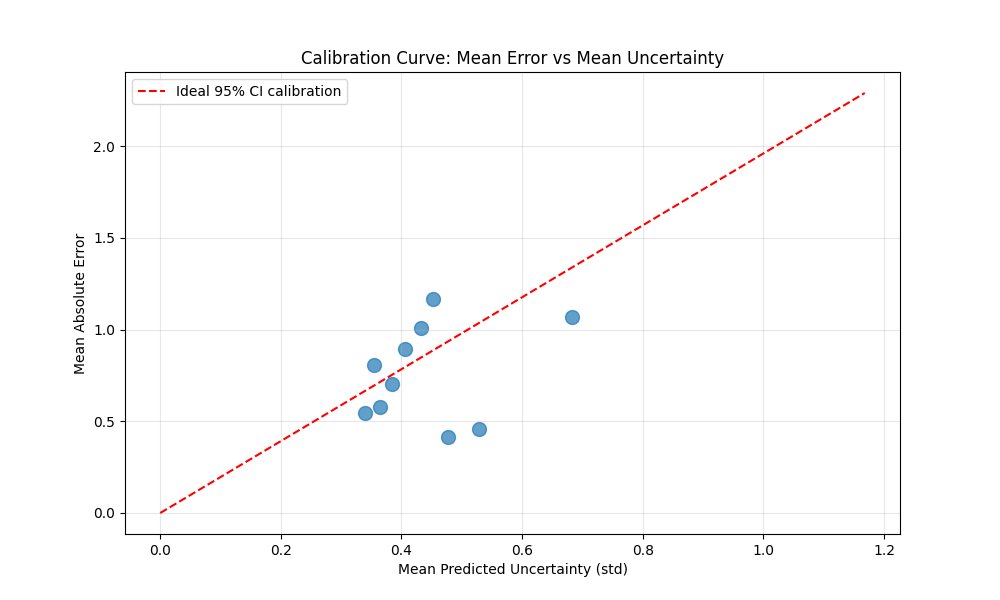 Calibration Curve: Mean Error vs Mean Uncertainty
Ideal 95% CI calibration
Mean Absolute Error
2.0
1.5
1.0
0.5
0.0
0.0 0.2 0.4 0.6 0.8 1.0 1.2
Mean Predicted Uncertainty (std)